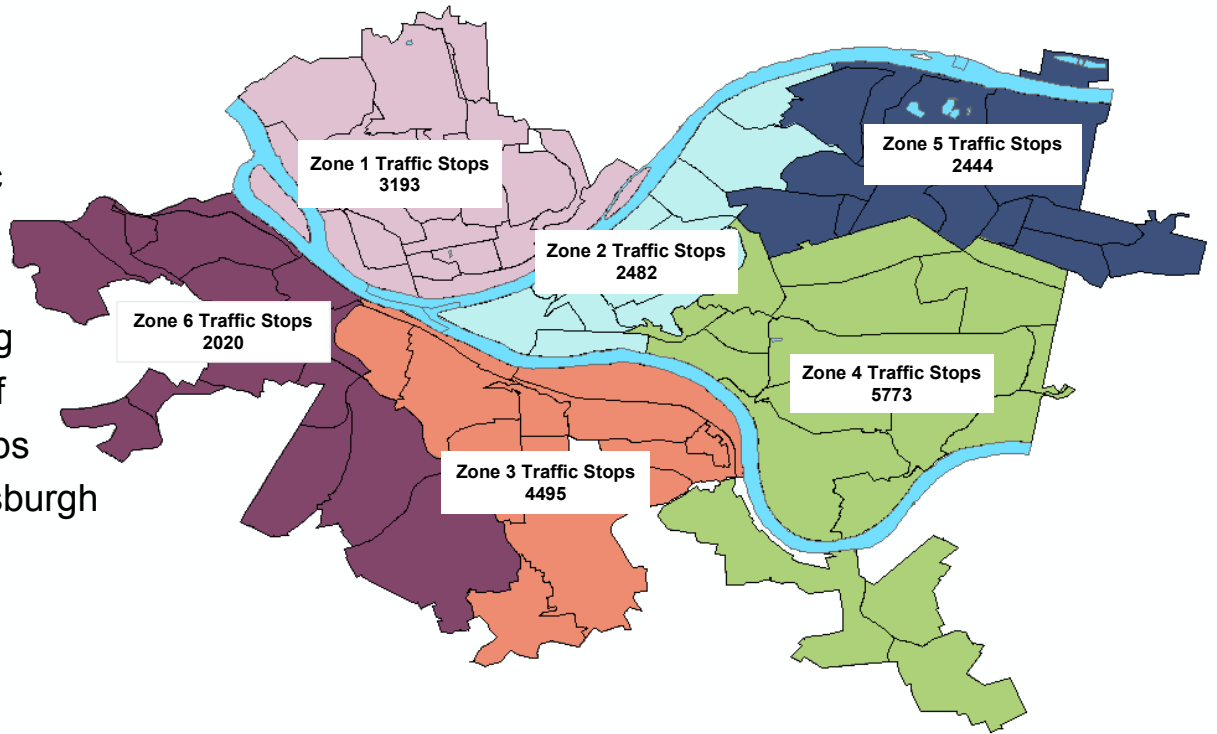 Zone 1 Traffic Stops
3193
Zone 5 Traffic Stops
2444
Zone 2 Traffic Stops
2482
Zone 6 Traffic Stops
2020
Zone 4 Traffic Stops
5773
Zone 3 Traffic Stops
4495